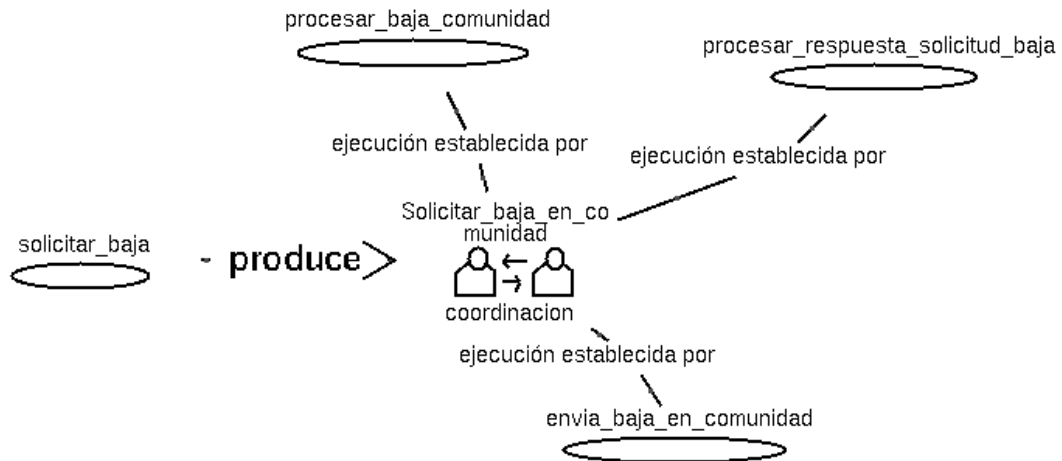 procesar_baja_comunidad
procesar_respuesta_solicitud_baja
ejecución establecida por
ejecución establecida por
Solicitar_baja_en_co
munidad
solicitar_baja
- produce
coordinacion
ejecución establecida por
envia_baja_en_comunidad